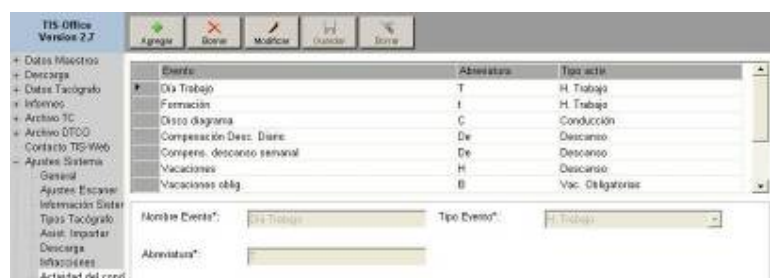 TIS-Office
Version 2.7
Agregar Borrar Modificar Guardar Borrar
+ Datos Maestros
+ Descarga
+ Datos Tacógrafo
+ Informes
+ Archivo TC
+ Archivo DTCO
Contacto TIS-Web
- Ajustes Sistema
General
Ajustes Escaner
Información Sister
Tipos Tacógrafo
Asist. Importar
Descarga
Infracciones
Actividad del cond
Evento Abreviatura Tipo activ
Día Trabajo T H. Trabajo
Formación t H. Trabajo
Disco diagrama C Conducción
Compensación Desc. Diario De Descanso
Compens. descanso semanal De Descanso
Vacaciones H Descanso
Vacaciones oblig. B Vac. Obligatorias
Nombre Evento*: Día Trabajo Tipo Evento*: H. Trabajo
Abreviatura*: T